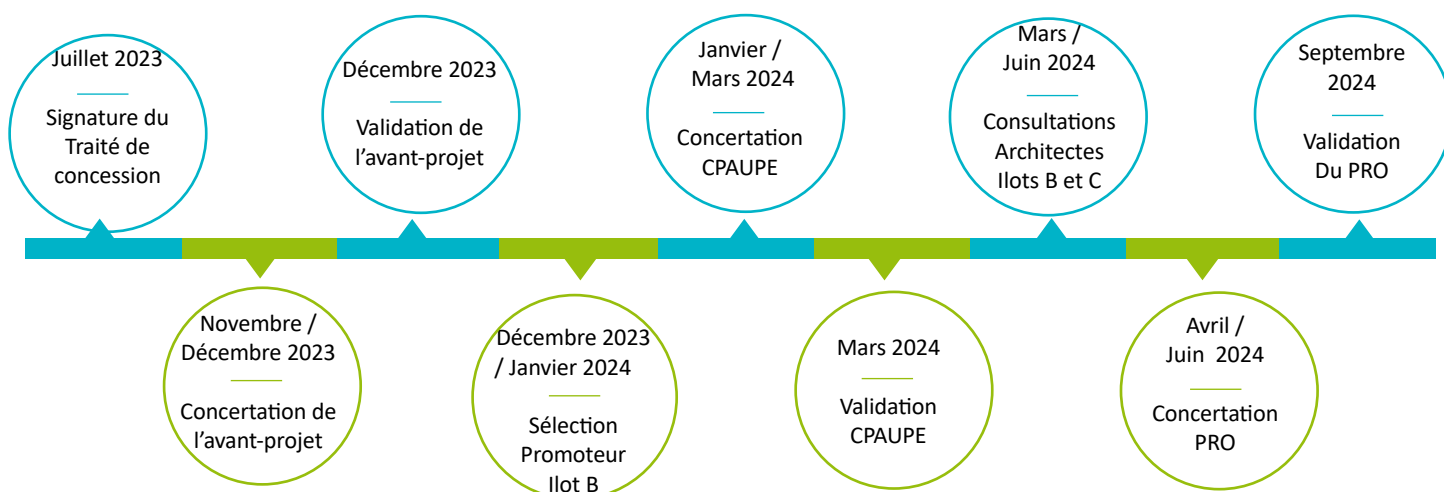 Juillet 2023
Signature du
Traité de
concession
Novembre /
Décembre 2023
Concertation de
l'avant-projet
Décembre 2023
Validation de
l'avant-projet
Décembre 2023
/ Janvier 2024
Sélection
Promoteur
Ilot B
Janvier /
Mars 2024
Concertation
CPAUPE
Mars 2024
Validation
CPAUPE
Mars /
Juin 2024
Consultations
Architectes
Ilots B et C
Avril /
Juin 2024
Concertation
PRO
Septembre
2024
Validation
Du PRO